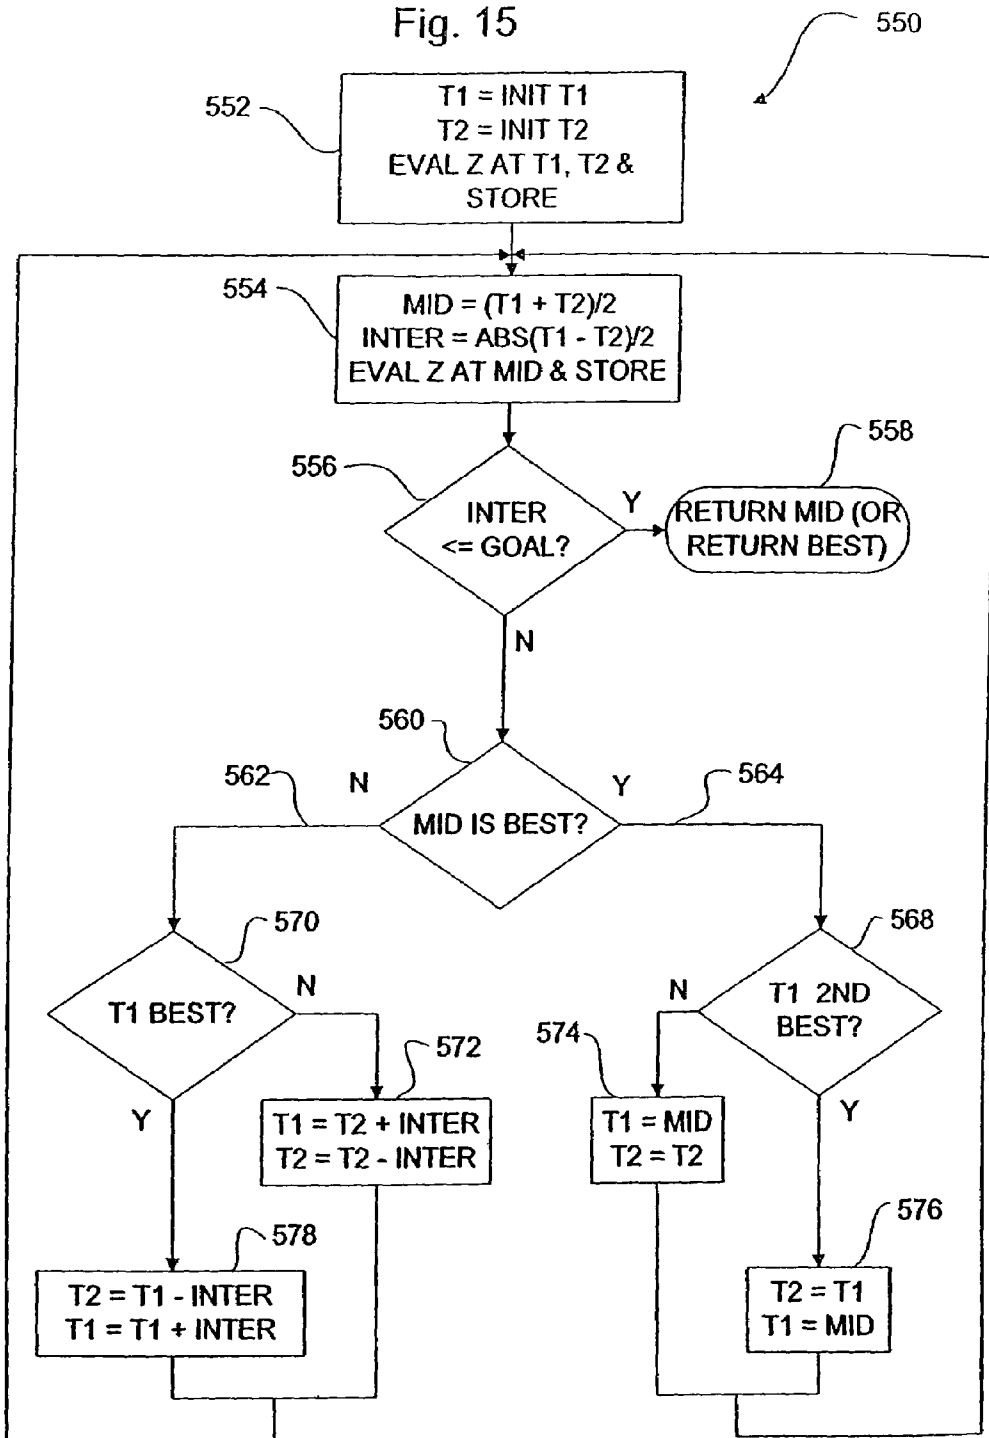 Fig. 15
550
552
T1 = INIT T1
T2 = INIT T2
EVAL Z AT T1, T2 &
STORE
554
MID = (T1 + T2)/2
INTER = ABS(T1 - T2)/2
EVAL Z AT MID & STORE
556
INTER
<= GOAL?
Y
558
RETURN MID (OR
RETURN BEST)
N
560
562
N
MID IS BEST?
Y
564
570
T1 BEST?
N
568
T1 2ND
BEST?
N
572
T1 = T2 + INTER
T2 = T2 - INTER
574
T1 = MID
T2 = T2
Y
Y
578
T2 = T1 - INTER
T1 = T1 + INTER
576
T2 = T1
T1 = MID